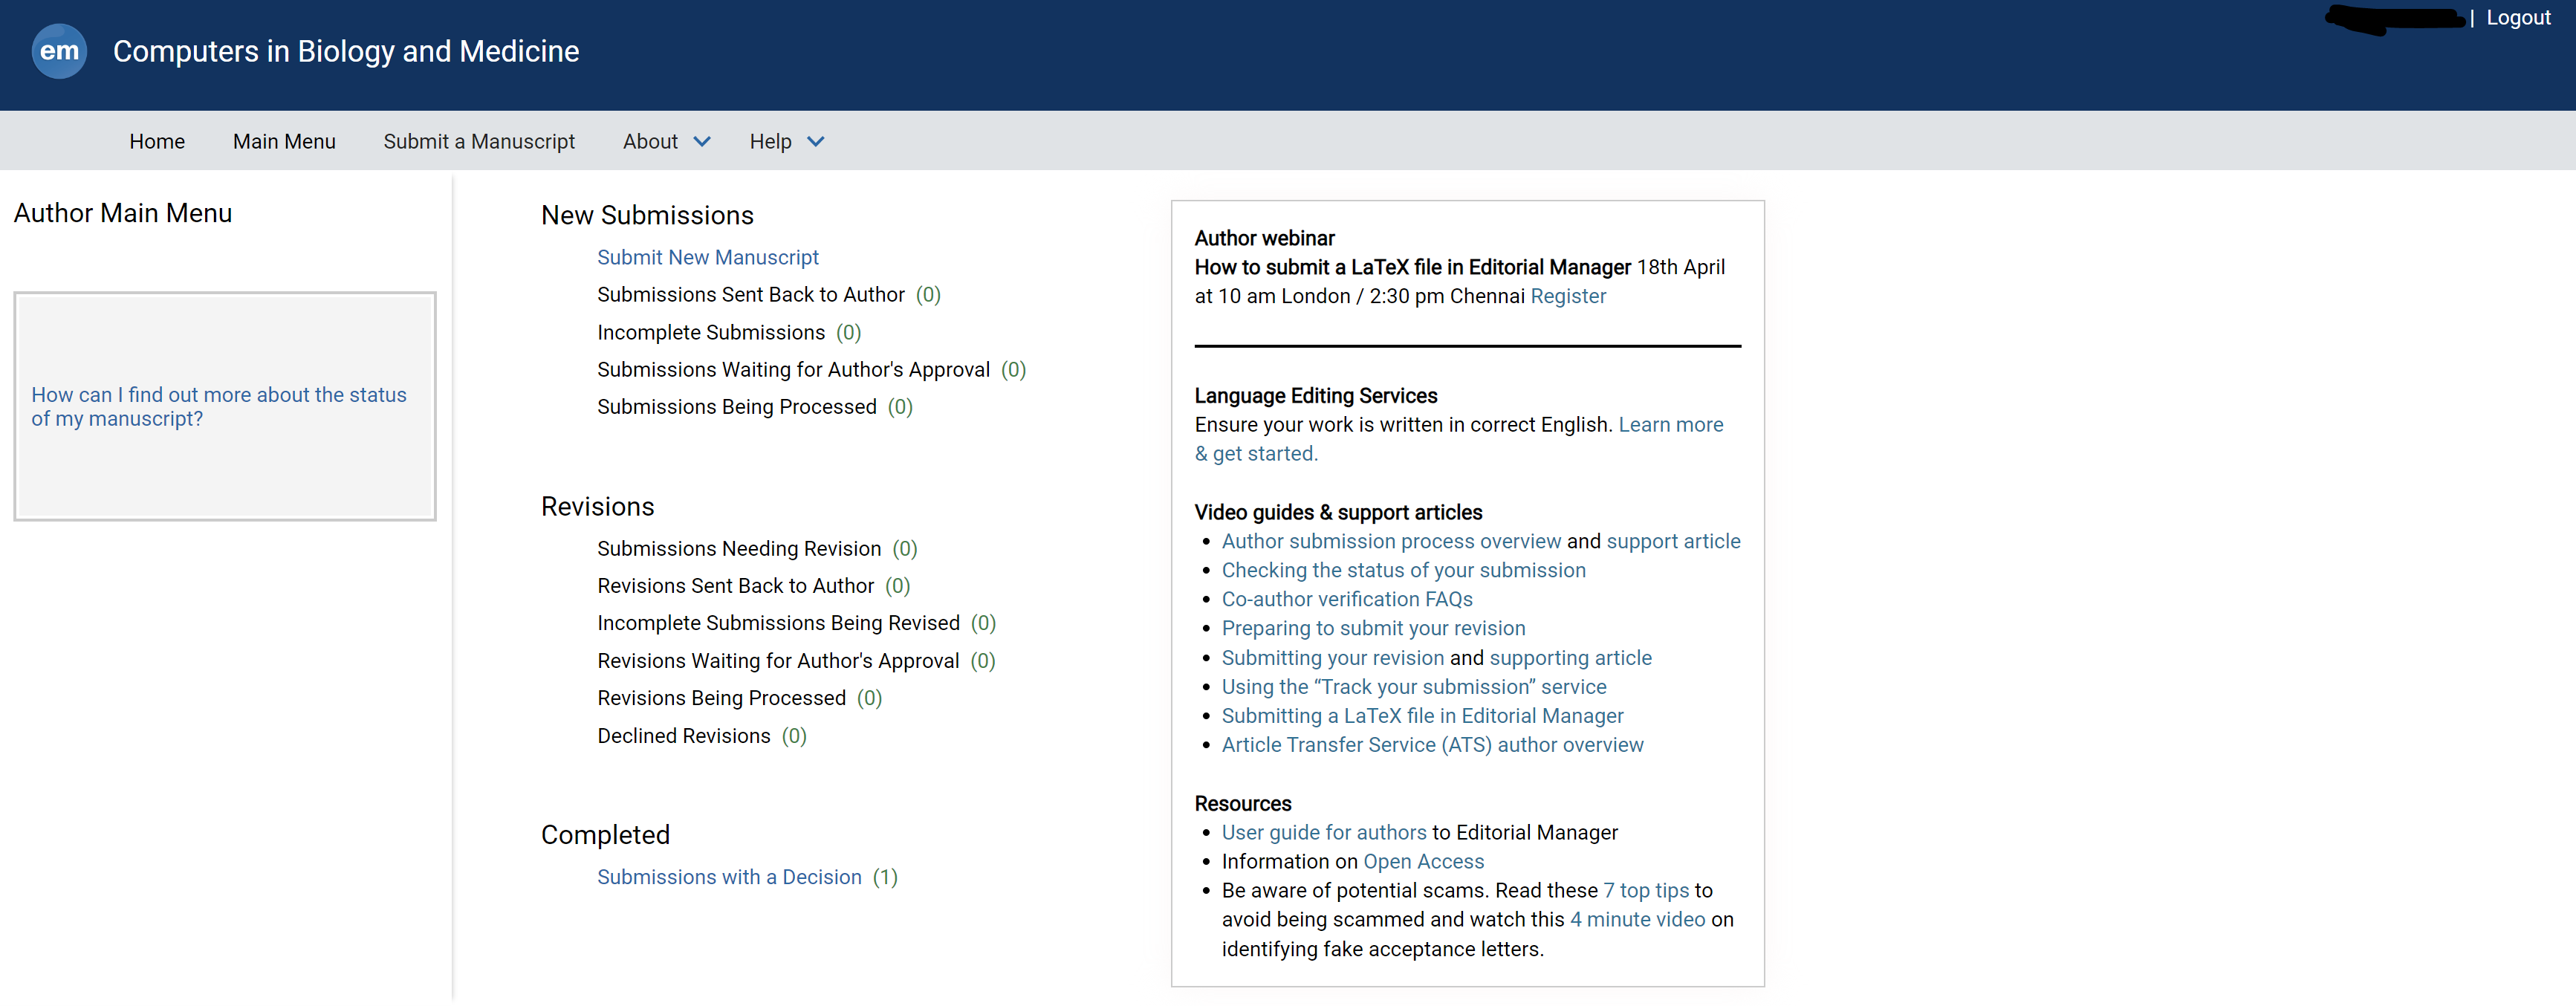 em
Computers in Biology and Medicine
| Logout
Home Main Menu Submit a Manuscript About Help
Author Main Menu
How can I find out more about the status
of my manuscript?
New Submissions
Submit New Manuscript
Submissions Sent Back to Author (0)
Incomplete Submissions (0)
Submissions Waiting for Author's Approval (0)
Submissions Being Processed (0)
Revisions
Submissions Needing Revision (0)
Revisions Sent Back to Author (0)
Incomplete Submissions Being Revised (0)
Revisions Waiting for Author's Approval (0)
Revisions Being Processed (0)
Declined Revisions (0)
Completed
Submissions with a Decision (1)
Author webinar
How to submit a LaTeX file in Editorial Manager 18th April
at 10 am London / 2:30 pm Chennai Register
Language Editing Services
Ensure your work is written in correct English. Learn more
& get started.
Video guides & support articles
• Author submission process overview and support article
• Checking the status of your submission
• Co-author verification FAQs
• Preparing to submit your revision
• Submitting your revision and supporting article
• Using the “Track your submission” service
• Submitting a LaTeX file in Editorial Manager
• Article Transfer Service (ATS) author overview
Resources
• User guide for authors to Editorial Manager
• Information on Open Access
• Be aware of potential scams. Read these 7 top tips to
avoid being scammed and watch this 4 minute video on
identifying fake acceptance letters.